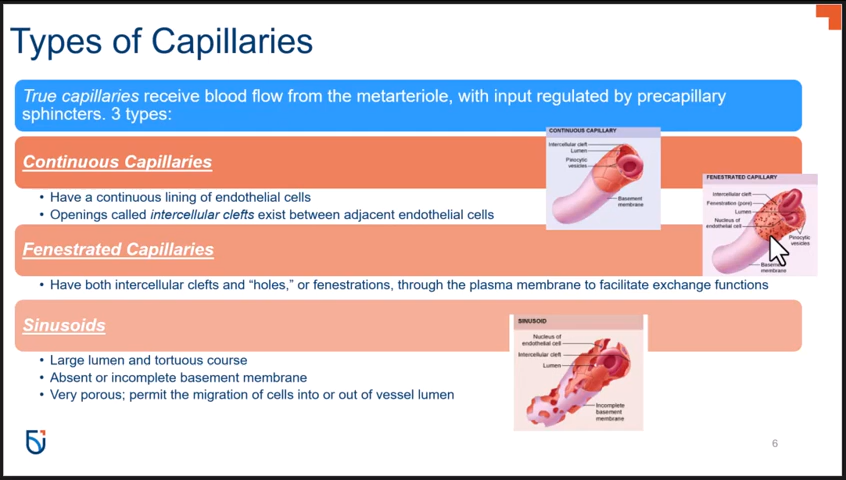 Types of Capillaries
True capillaries receive blood flow from the metarteriole, with input regulated by precapillary
sphincters. 3 types:
CONTINUOUS CAPILLARY
Intercellular cleft
Lumen
Pinocytic
vesicles
Basement
membrane
Continuous Capillaries
• Have a continuous lining of endothelial cells
• Openings called intercellular clefts exist between adjacent endothelial cells
FENESTRATED CAPILLARY
Intercellular cleft
Fenestration (pore)
Lumen
Nucleus of
endothelial cell
Pinocytic
vesicles
membrane
Fenestrated Capillaries
• Have both intercellular clefts and “holes,” or fenestrations, through the plasma membrane to facilitate exchange functions
Sinusoids
• Large lumen and tortuous course
• Absent or incomplete basement membrane
• Very porous; permit the migration of cells into or out of vessel lumen
SINUSOID
Nucleus of
endothelial cell
Intercellular cleft
Lumen
Incomplete
basement
membrane
6